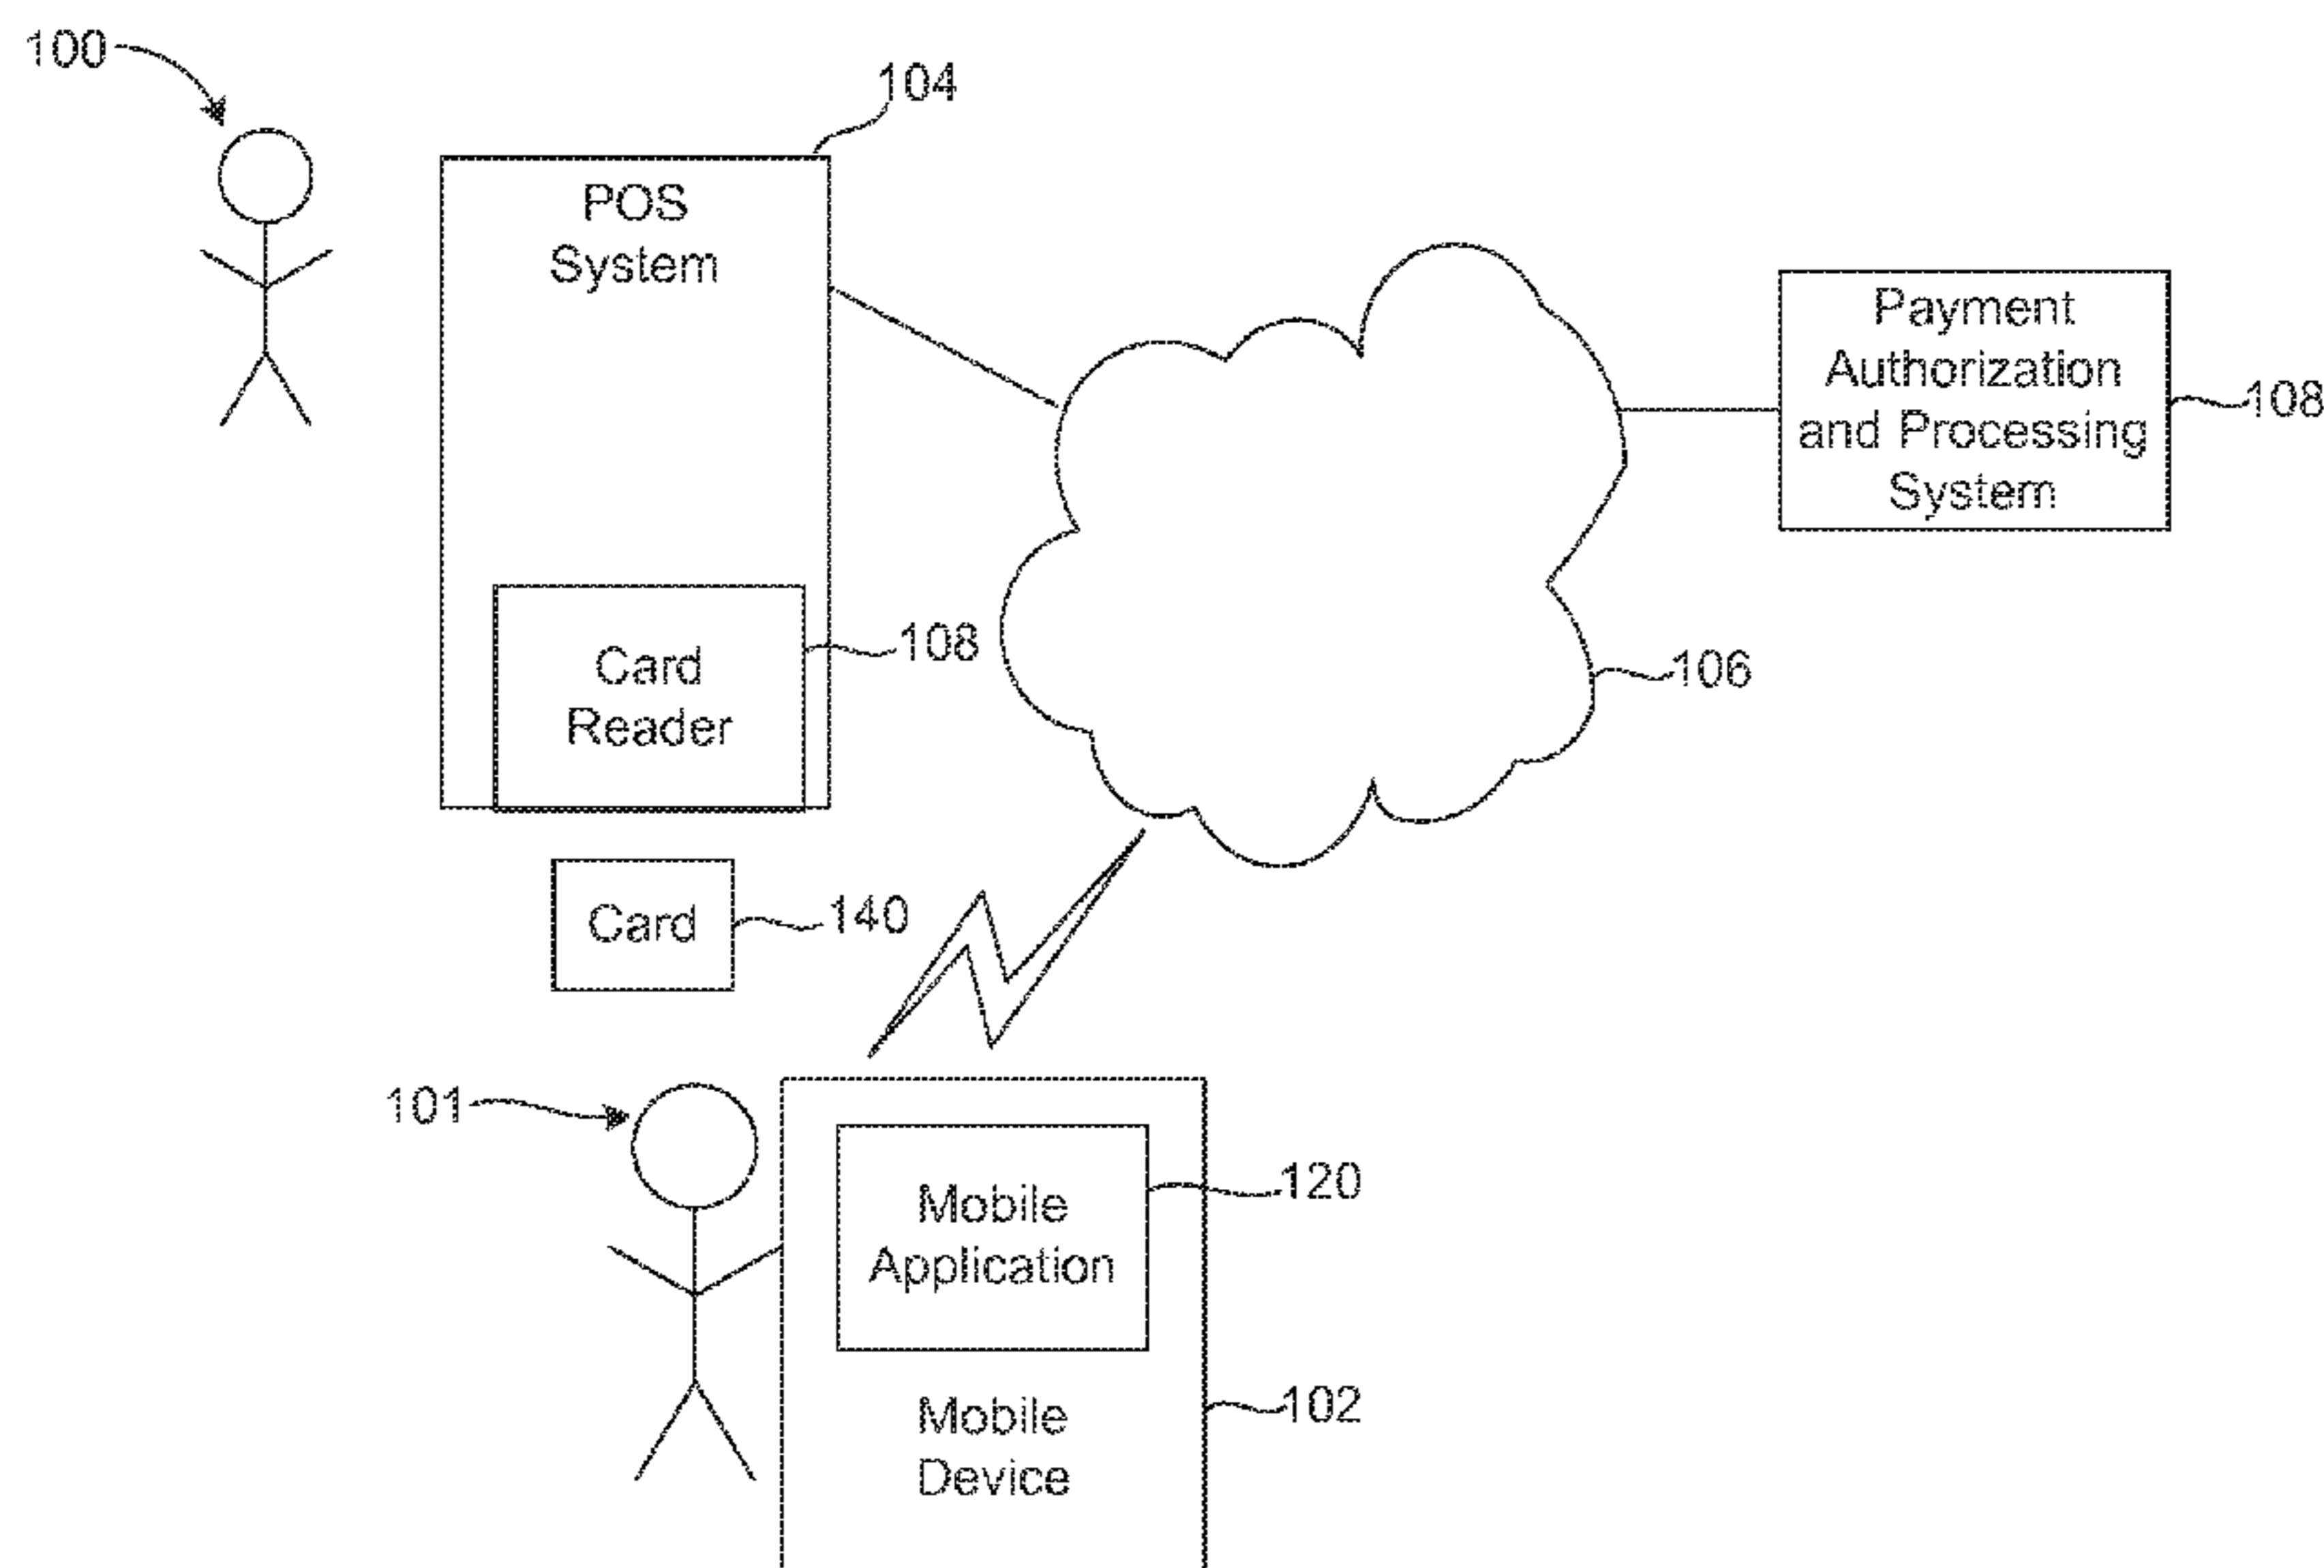 100
104
POS
System
Payment
Authorization
and Processing
System
108
Card
Reader
108
106
Card
140
101
Mobile
Application
120
Mobile
Device
102